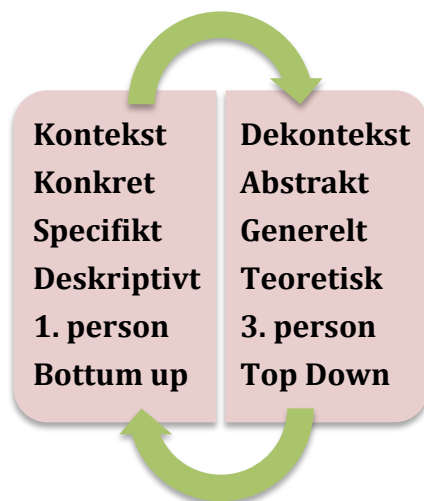 Kontekst
Konkret
Specifikt
Deskriptivt
1. person
Bottum up
Dekontekst
Abstrakt
Generelt
Teoretisk
3. person
Top Down